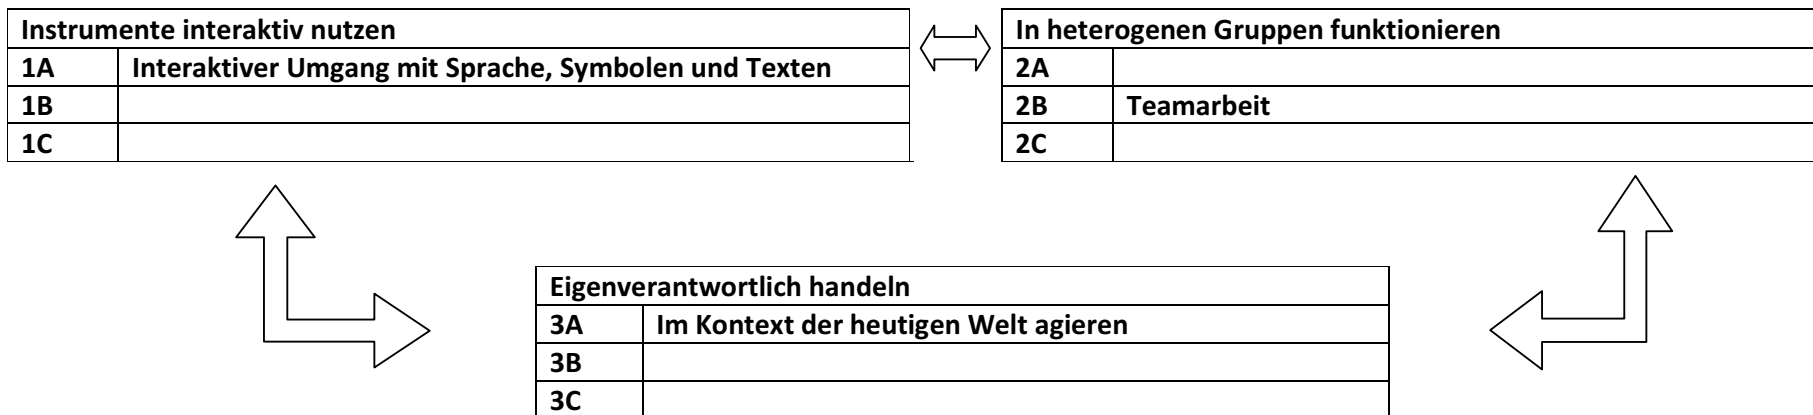 Instrumente interaktiv nutzen
1A Interaktiver Umgang mit Sprache, Symbolen und Texten
1B
1C
In heterogenen Gruppen funktionieren
2A
2B Teamarbeit
2C
Eigenverantwortlich handeln
3A Im Kontext der heutigen Welt agieren
3B
3C